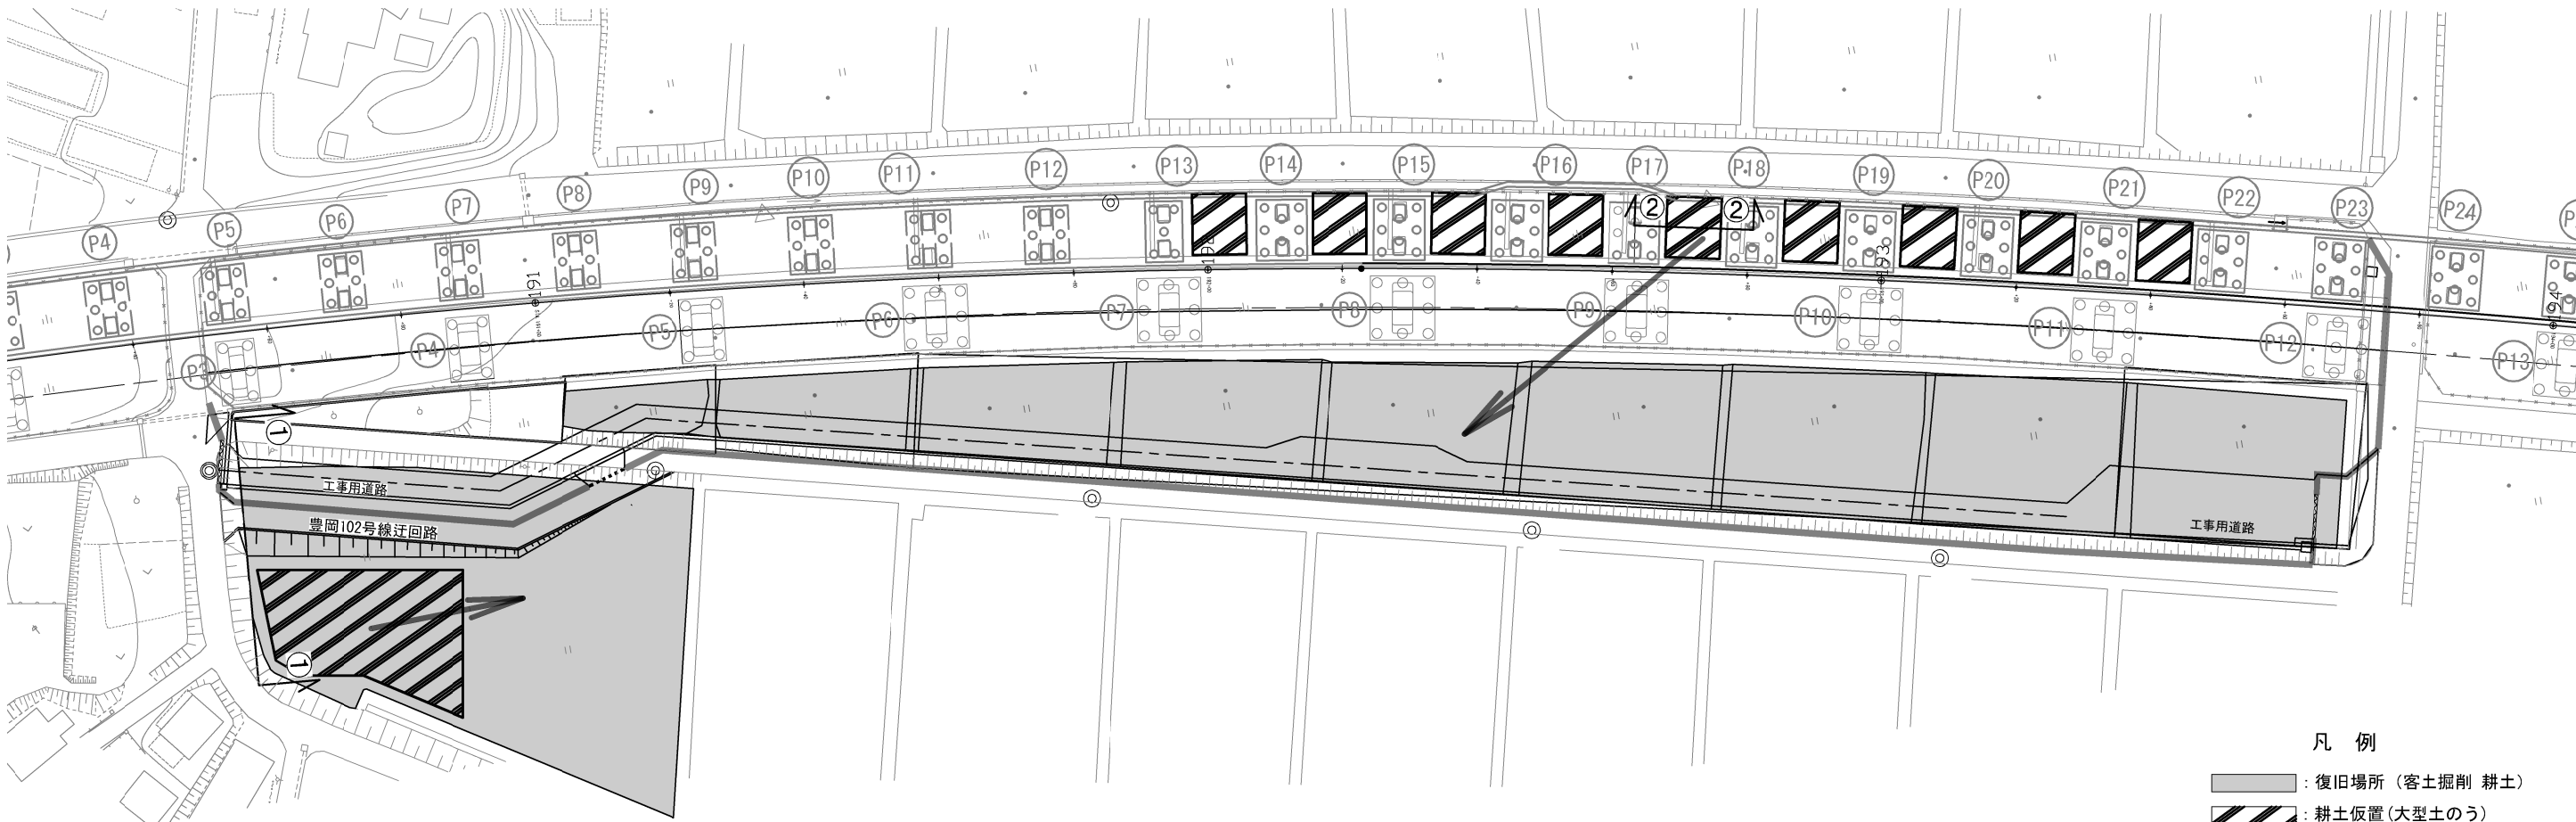 P4
P5
P6
P7
P8
P9
P10
P11
P12
P13
P14
P15
P16
P17
P18
P19
P20
P21
P22
P23
P24
②
②
191
193
194
P3
P4
P5
P6
P7
P8
P9
P10
P11
P12
P13
①
工事用道路
豊岡102号線迂回路
①
工事用道路
凡 例
: 復旧場所 (客土掘削 耕土)
: 耕土仮置(大型土のう)